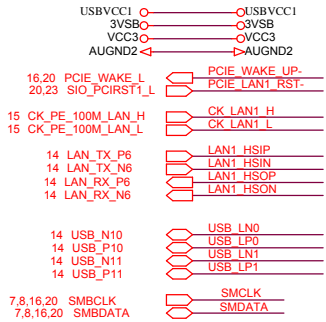 USBVCC1 USBVCC1
3VSB 3VSB
VCC3 VCC3
AUGND2 AUGND2
16,20 PCIE_WAKE_L PCIE_WAKE_UP-
20,23 SIO_PCIRST1_L PCIE_LAN1_RST-
15 CK_PE_100M_LAN_H CK_LAN1_H
15 CK_PE_100M_LAN_L CK_LAN1_L
14 LAN_TX_P6 LAN1_HSIP
14 LAN_TX_N6 LAN1_HSIN
14 LAN_RX_P6 LAN1_HSOP
14 LAN_RX_N6 LAN1_HSON
14 USB_N10 USB_LN0
14 USB_P10 USB_LP0
14 USB_N11 USB_LN1
14 USB_P11 USB_LP1
7,8,16,20 SMBCLK SMCLK
7,8,16,20 SMBDATA SMDATA